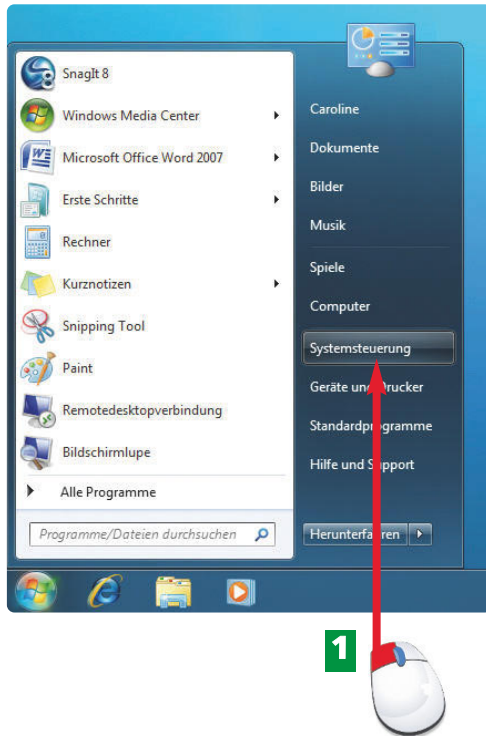 SnagIt 8
Windows Media Center
Microsoft Office Word 2007
Erste Schritte
Rechner
Kurznotizen
Snipping Tool
Paint
Remotedesktopverbindung
Bildschirmlupe
Alle Programme
Programme/Dateien durchsuchen
Caroline
Dokumente
Bilder
Musik
Spiele
Computer
Systemsteuerung
Geräte und Drucker
Standardprogramme
Hilfe und Support
Herunterfahren
1